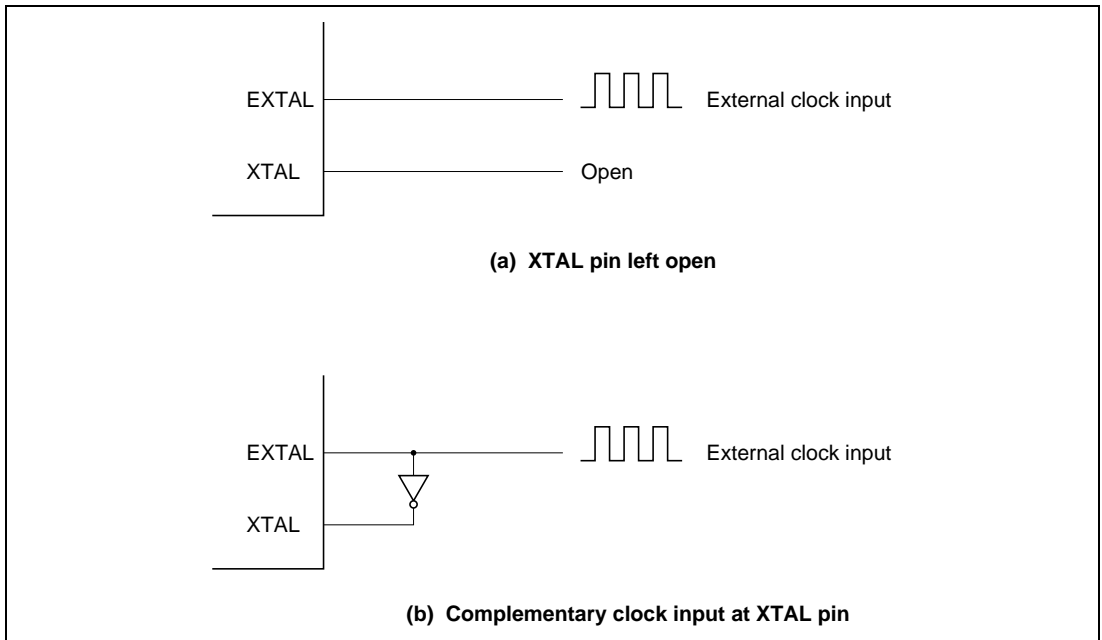 EXTAL
External clock input
XTAL
Open
(a) XTAL pin left open
EXTAL
External clock input
XTAL
(b) Complementary clock input at XTAL pin